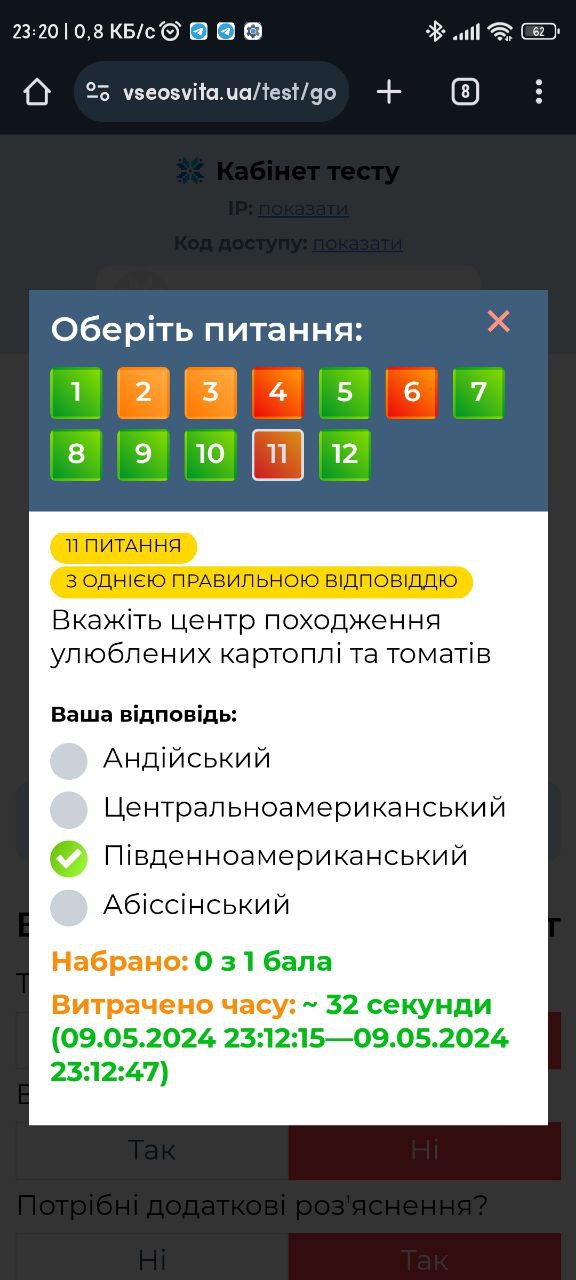 23:20 | 0,8 КБ/с
62
vseosvita.ua/test/go
8
Кабінет тесту
IP: показати
Код доступу: показати
Оберіть питання:
1 2 3 4 5 6 7
8 9 10 11 12
11 ПИТАННЯ
З ОДНІЄЮ ПРАВИЛЬНОЮ ВІДПОВІДДЮ
Вкажіть центр походження
улюблених картоплі та томатів
Ваша відповідь:
Андійський
Центральноамериканський
Південноамериканський
Абіссінський
Набрано: 0 з 1 бала
Витрачено часу: ~ 32 секунди
(09.05.2024 23:12:15—09.05.2024
23:12:47)
Так Ні
Потрібні додаткові роз'яснення?
Ні Так